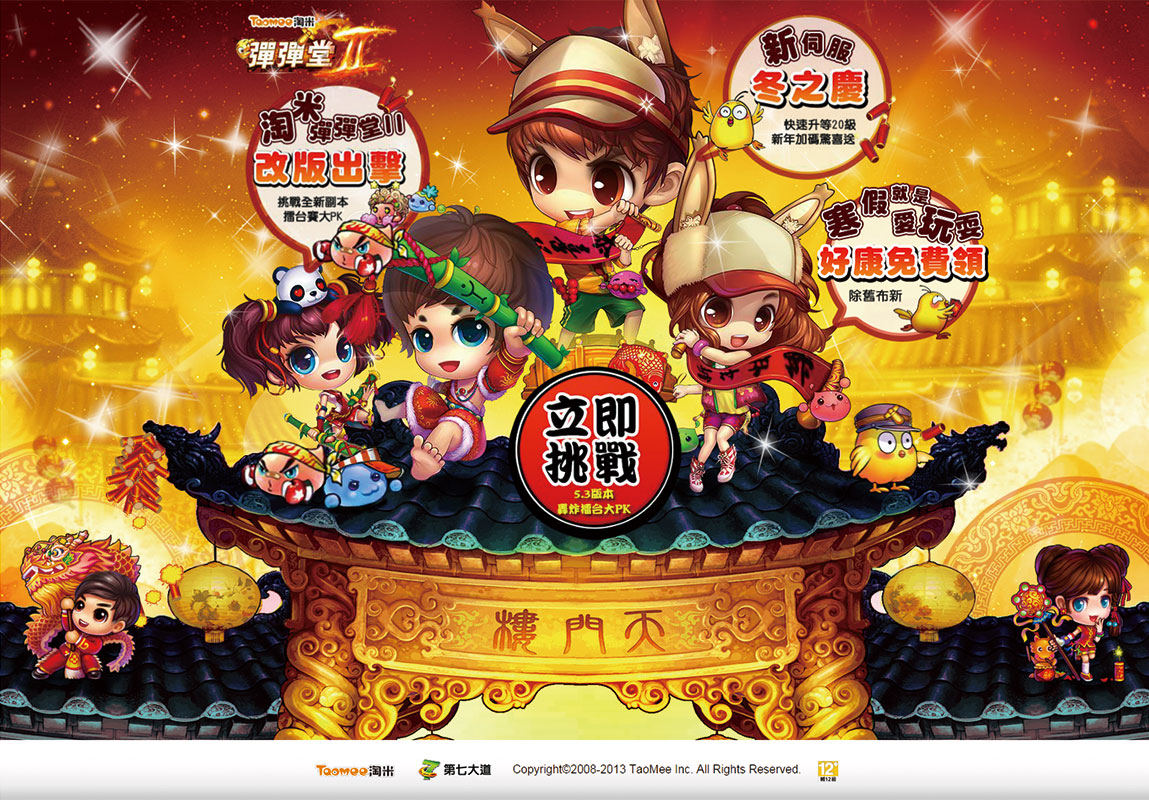 TaoMee淘米
彈彈堂II
淘米彈彈堂II
改版出擊
挑戰全新副本
擂台賽大PK
新伺服
冬之慶
快速升等20級
新年加碼驚喜送
寒假就是愛玩耍
好康免費領
除舊布新
立即
挑戰
5.3版本
轟炸擂台大PK
樓門天
TaoMee淘米
第七大道
Copyright©2008-2013 TaoMee Inc. All Rights Reserved.
12+
輔12級